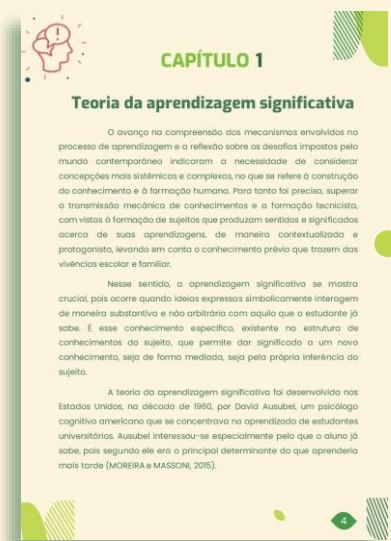 CAPÍTULO 1
Teoria da aprendizagem significativa
O avanço na compreensão dos mecanismos envolvidos no
processo de aprendizagem e a reflexão sobre os desafios impostos pelo
mundo contemporâneo indicaram a necessidade de considerar
concepções mais sistêmicas e complexas, no que se refere à construção
do conhecimento e à formação humana. Para tanto foi preciso, superar
a transmissão mecânica de conhecimentos e a formação tecnicista,
com vistas à formação de sujeitos que produzam sentidos e significados
acerca de suas aprendizagens, de maneira contextualizada e
protagonista, levando em conta o conhecimento prévio que trazem das
vivências escolar e familiar.
Nesse sentido, a aprendizagem significativa se mostra
crucial, pois ocorre quando ideias expressas simbolicamente interagem
de maneira substantiva e não arbitrária com aquilo que o estudante já
sabe. É esse conhecimento específico, existente na estrutura de
conhecimentos do sujeito, que permite dar significado a um novo
conhecimento, seja de forma mediada, seja pela própria inferência do
sujeito.
A teoria da aprendizagem significativa foi desenvolvida nos
Estados Unidos, na década de 1960, por David Ausubel, um psicólogo
cognitivo americano que se concentrava no aprendizado de estudantes
universitários. Ausubel interessou-se especialmente pelo que o aluno já
sabe, pois segundo ele era o principal determinante do que aprenderia
mais tarde (MOREIRA e MASSONI, 2015).
4